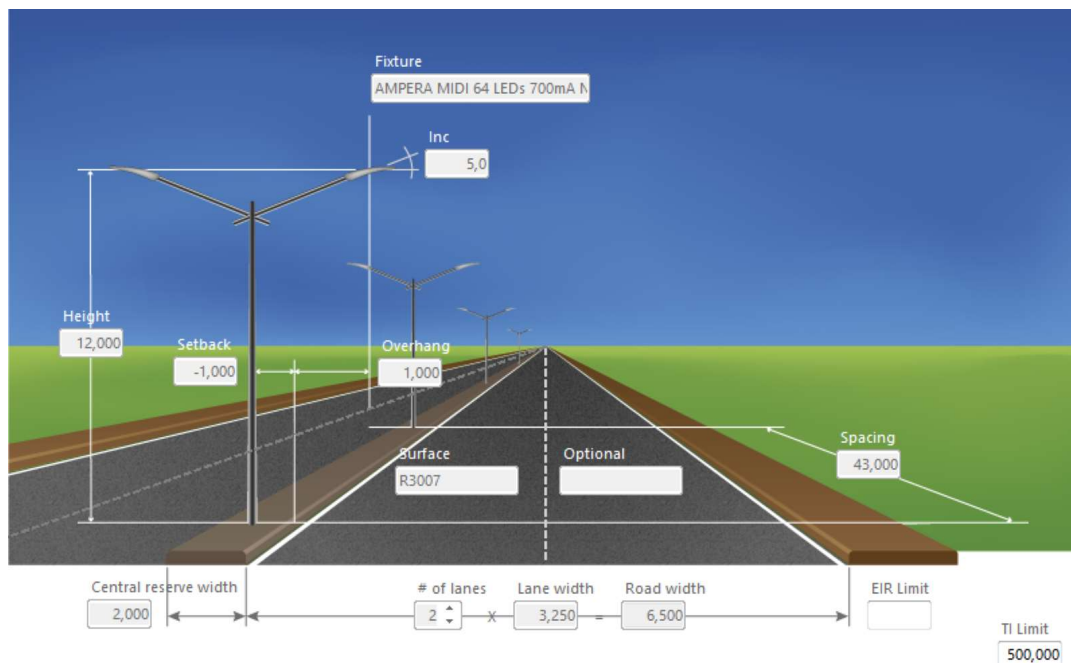 Fixture
AMPERA MIDI 64 LEDs 700mA N
Inc
5,0
Height
12,000
Setback
-1,000
Overhang
1,000
Surface
R3007
Optional
Spacing
43,000
Central reserve width
2,000
# of lanes
2
x
Lane width
3,250
=
Road width
6,500
EIR Limit
TI Limit
500,000